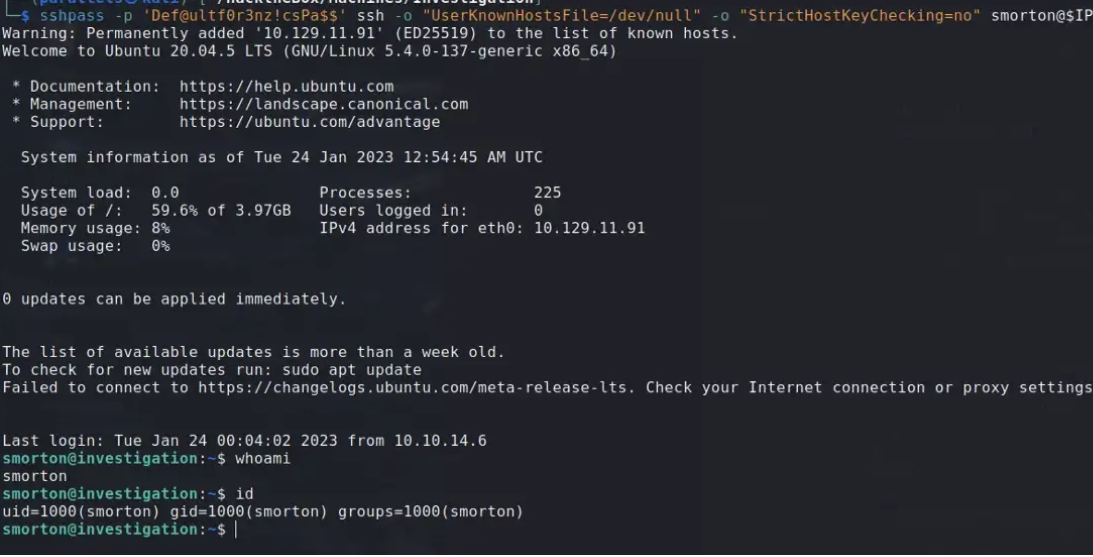 └─$ sshpass -p 'Def@ultf0r3nz!csPa$$' ssh -o "UserKnownHostsFile=/dev/null" -o "StrictHostKeyChecking=no" smorton@$IP
Warning: Permanently added '10.129.11.91' (ED25519) to the list of known hosts.
Welcome to Ubuntu 20.04.5 LTS (GNU/Linux 5.4.0-137-generic x86_64)
* Documentation:  https://help.ubuntu.com
* Management:     https://landscape.canonical.com
* Support:        https://ubuntu.com/advantage
System information as of Tue 24 Jan 2023 12:54:45 AM UTC
System load:  0.0                Processes:             225
Usage of /:   59.6% of 3.97GB   Users logged in:       0
Memory usage: 8%                 IPv4 address for eth0: 10.129.11.91
Swap usage:   0%
0 updates can be applied immediately.
The list of available updates is more than a week old.
To check for new updates run: sudo apt update
Failed to connect to https://changelogs.ubuntu.com/meta-release-lts. Check your Internet connection or proxy settings
Last login: Tue Jan 24 00:04:02 2023 from 10.10.14.6
smorton@investigation:~$ whoami
smorton
smorton@investigation:~$ id
uid=1000(smorton) gid=1000(smorton) groups=1000(smorton)
smorton@investigation:~$